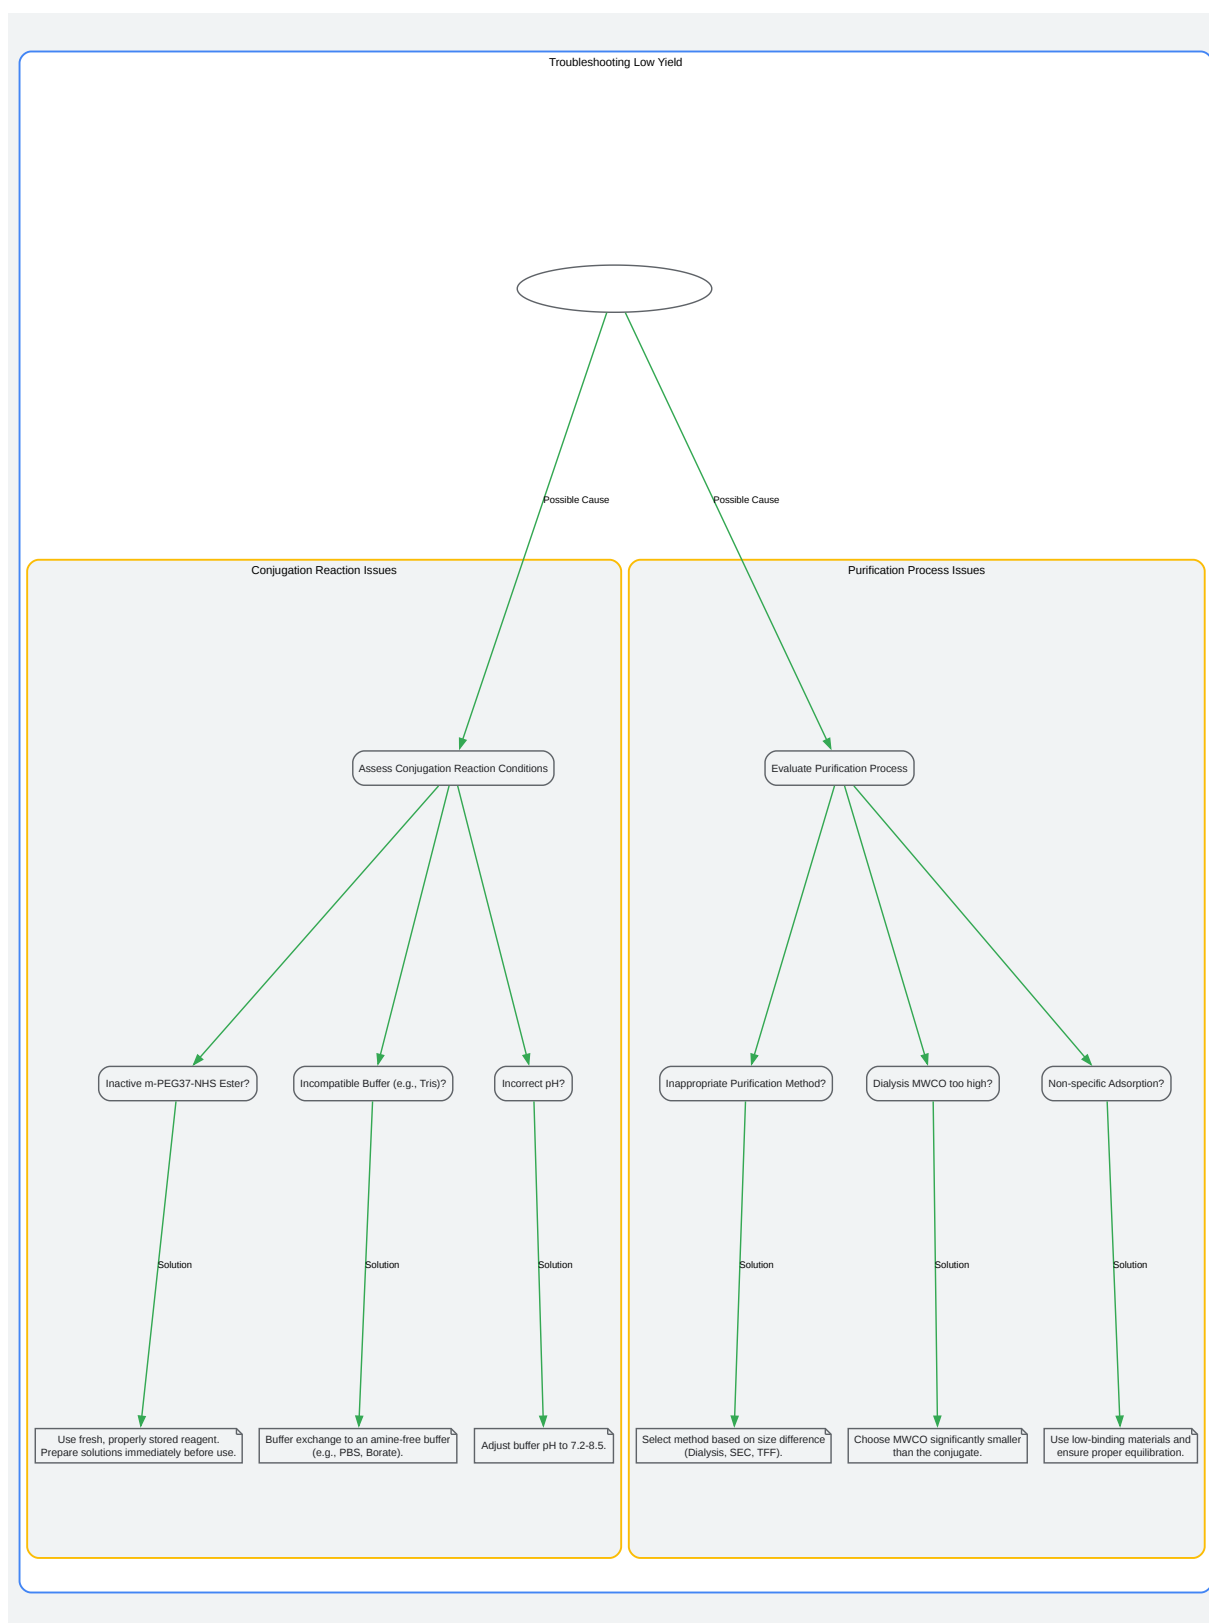 Troubleshooting Low Yield
Possible Cause
Possible Cause
Conjugation Reaction Issues
Purification Process Issues
Assess Conjugation Reaction Conditions
Evaluate Purification Process
Inactive m-PEG37-NHS Ester?
Incompatible Buffer (e.g., Tris)?
Incorrect pH?
Inappropriate Purification Method?
Dialysis MWCO too high?
Non-specific Adsorption?
Solution
Solution
Solution
Solution
Solution
Solution
Use fresh, properly stored reagent.
Prepare solutions immediately before use.
Buffer exchange to an amine-free buffer
(e.g., PBS, Borate).
Adjust buffer pH to 7.2-8.5.
Select method based on size difference
(Dialysis, SEC, TFF).
Choose MWCO significantly smaller
than the conjugate.
Use low-binding materials and
ensure proper equilibration.